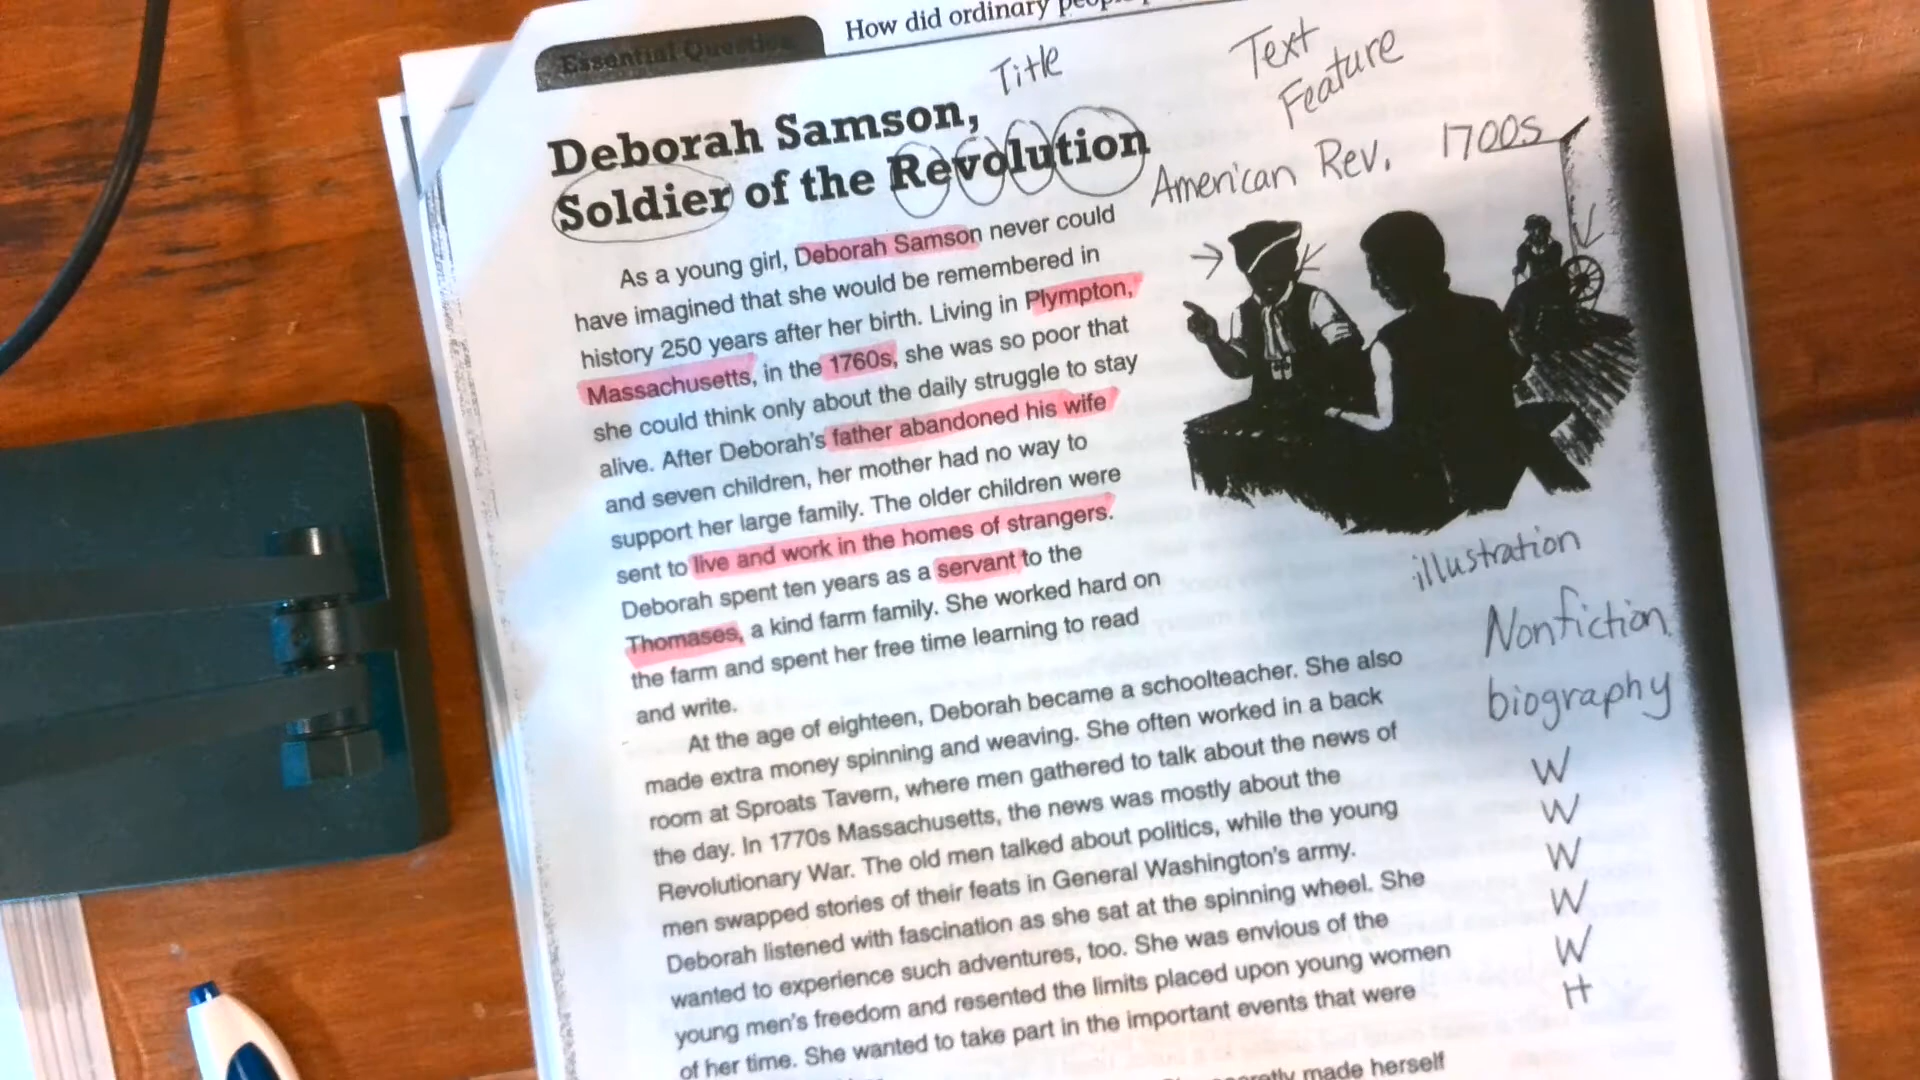 Essential Question
How did ordinary
Title
Text
Feature
Deborah Samson,
Soldier of the Revolution
American Rev. 1700s
As a young girl, Deborah Samson never could
have imagined that she would be remembered in
history 250 years after her birth. Living in Plympton,
Massachusetts, in the 1760s, she was so poor that
she could think only about the daily struggle to stay
alive. After Deborah's father abandoned his wife
and seven children, her mother had no way to
support her large family. The older children were
sent to live and work in the homes of strangers.
Deborah spent ten years as a servant to the
Thomases, a kind farm family. She worked hard on
the farm and spent her free time learning to read
and write.
illustration
Nonfiction
biography
At the age of eighteen, Deborah became a schoolteacher. She also
made extra money spinning and weaving. She often worked in a back
room at Sproats Tavern, where men gathered to talk about the news of
the day. In 1770s Massachusetts, the news was mostly about the
Revolutionary War. The old men talked about politics, while the young
men swapped stories of their feats in General Washington's army.
Deborah listened with fascination as she sat at the spinning wheel. She
wanted to experience such adventures, too. She was envious of the
young men's freedom and resented the limits placed upon young women
of her time. She wanted to take part in the important events that were
made herself
W
W
W
W
W
H